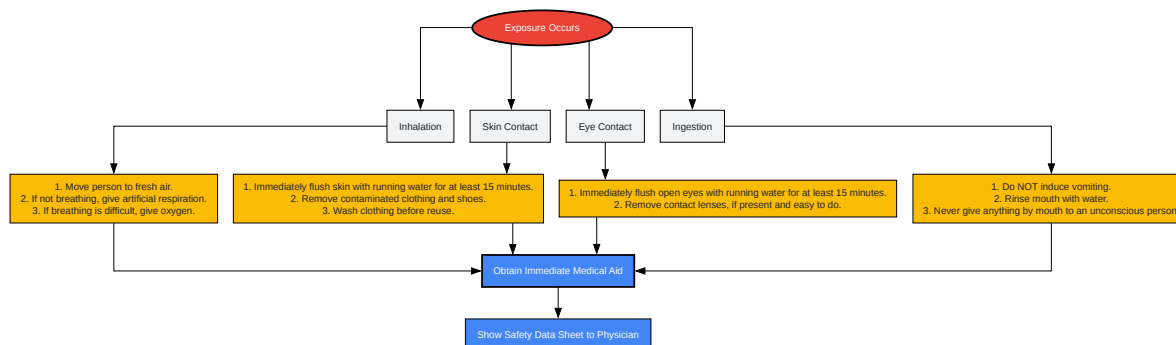 Exposure Occurs
Inhalation
Skin Contact
Eye Contact
Ingestion
1. Move person to fresh air.
2. If not breathing, give artificial respiration.
3. If breathing is difficult, give oxygen.
1. Immediately flush skin with running water for at least 15 minutes.
2. Remove contaminated clothing and shoes.
3. Wash clothing before reuse.
1. Immediately flush open eyes with running water for at least 15 minutes.
2. Remove contact lenses, if present and easy to do.
1. Do NOT induce vomiting.
2. Rinse mouth with water.
3. Never give anything by mouth to an unconscious person
Obtain Immediate Medical Aid
Show Safety Data Sheet to Physician